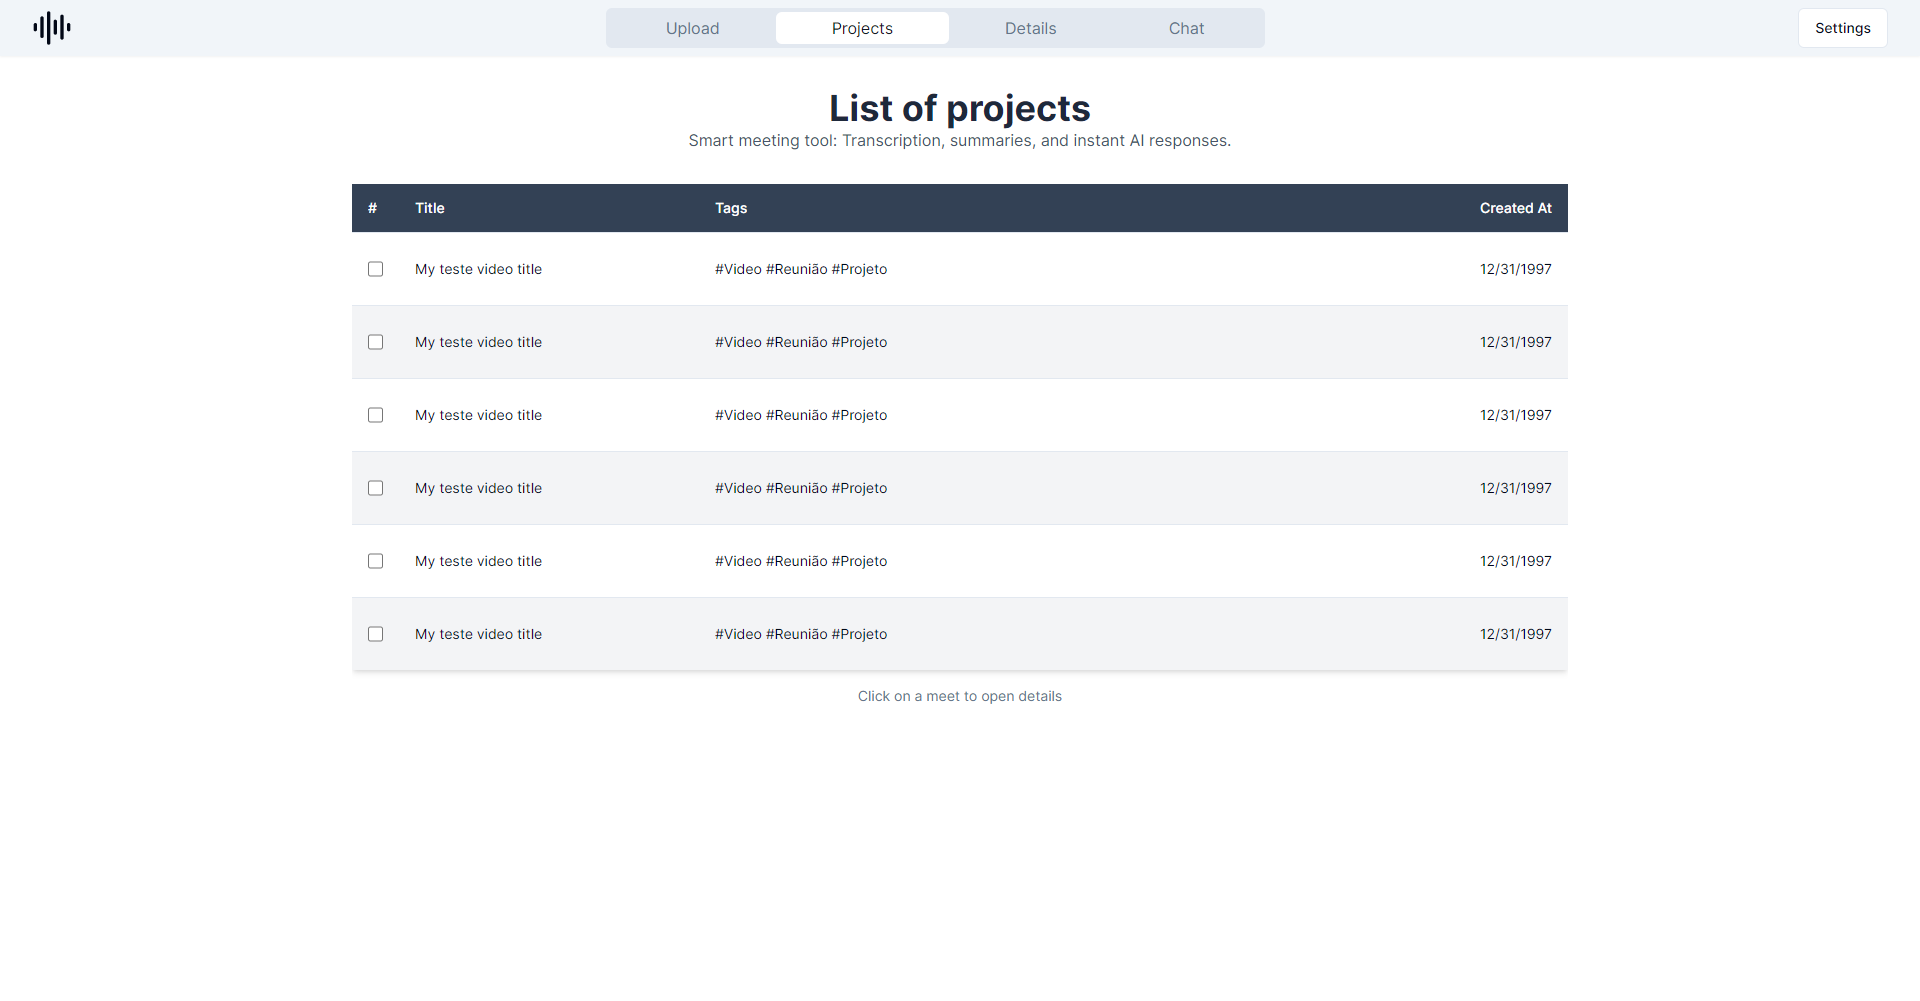 Upload Projects Details Chat Settings
List of projects
Smart meeting tool: Transcription, summaries, and instant AI responses.
# Title Tags Created At
My teste video title #Video #Reunião #Projeto 12/31/1997
My teste video title #Video #Reunião #Projeto 12/31/1997
My teste video title #Video #Reunião #Projeto 12/31/1997
My teste video title #Video #Reunião #Projeto 12/31/1997
My teste video title #Video #Reunião #Projeto 12/31/1997
My teste video title #Video #Reunião #Projeto 12/31/1997
Click on a meet to open details